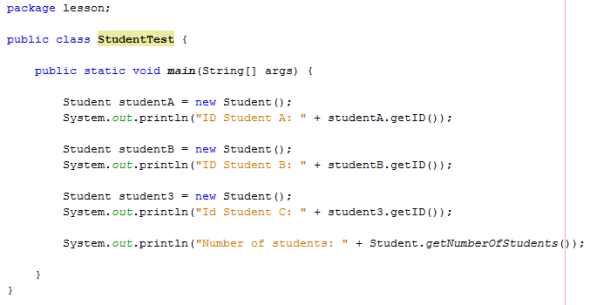 package lesson;
public class StudentTest {
public static void main(String[] args) {
Student studentA = new Student();
System.out.println("ID Student A: " + studentA.getID());
Student studentB = new Student();
System.out.println("ID Student B: " + studentB.getID());
Student student3 = new Student();
System.out.println("Id Student C: " + student3.getID());
System.out.println("Number of students: " + Student.getNumberOfStudents());
}
}